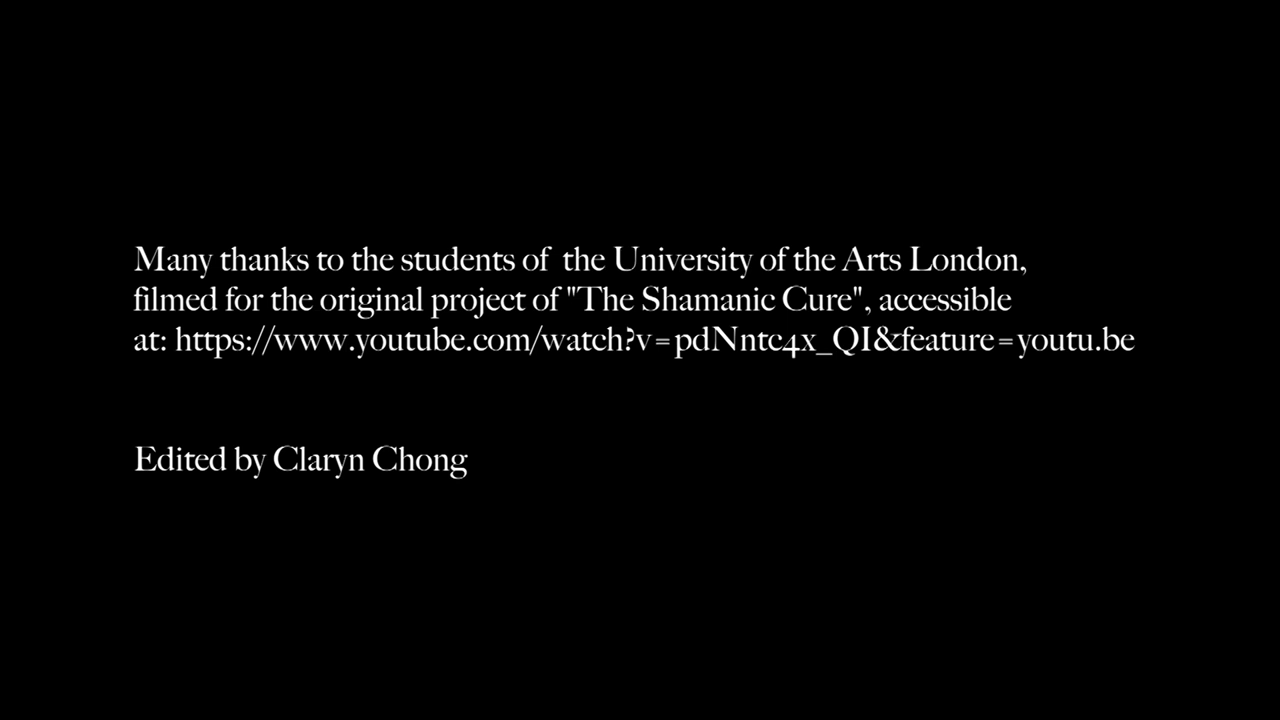 Many thanks to the students of  the University of the Arts London,
filmed for the original project of "The Shamanic Cure", accessible
at: https://www.youtube.com/watch?v=pdNntc4x_QI&feature=youtu.be
Edited by Claryn Chong